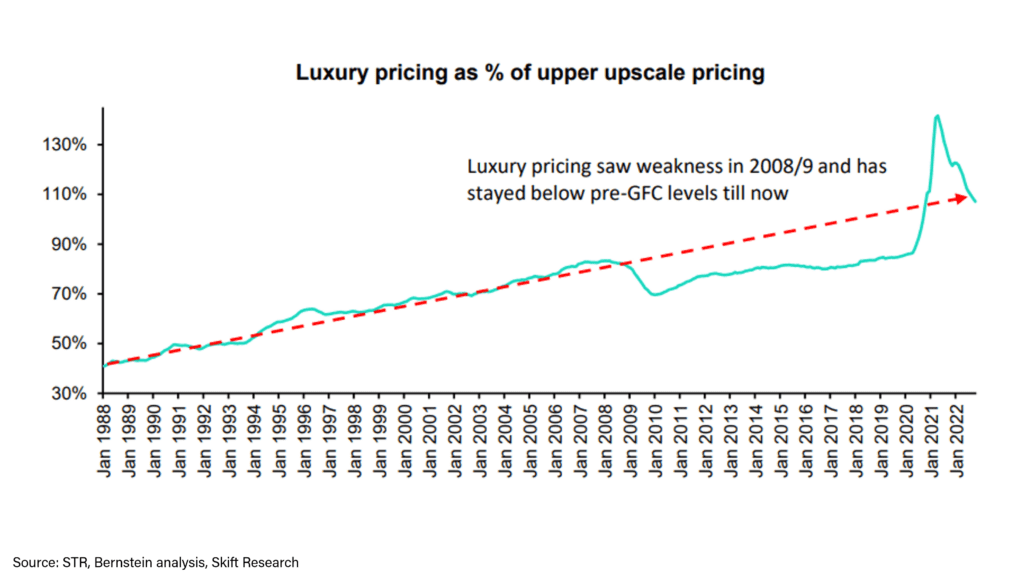 Luxury pricing as % of upper upscale pricing
130%
110%
90%
70%
50%
30%
Luxury pricing saw weakness in 2008/9 and has
stayed below pre-GFC levels till now
Jan 1988
Jan 1989
Jan 1990
Jan 1991
Jan 1992
Jan 1993
Jan 1994
Jan 1995
Jan 1996
Jan 1997
Jan 1998
Jan 1999
Jan 2000
Jan 2001
Jan 2002
Jan 2003
Jan 2004
Jan 2005
Jan 2006
Jan 2007
Jan 2008
Jan 2009
Jan 2010
Jan 2011
Jan 2012
Jan 2013
Jan 2014
Jan 2015
Jan 2016
Jan 2017
Jan 2018
Jan 2019
Jan 2020
Jan 2021
Jan 2022
Source: STR, Bernstein analysis, Skift Research